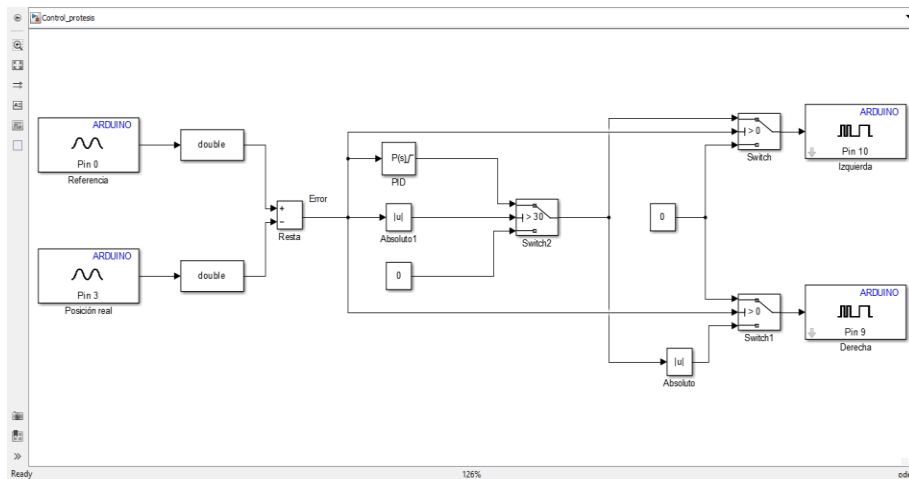 Control_protesis
ARDUINO
Pin 0
Referencia
double
ARDUINO
Pin 3
Posición real
double
+
−
Resta
Error
P(s)
PID
|u|
Absoluto1
0
> 30
Switch2
0
> 0
Switch
ARDUINO
Pin 10
Izquierda
> 0
Switch1
|u|
Absoluto
ARDUINO
Pin 9
Derecha
Ready
126%